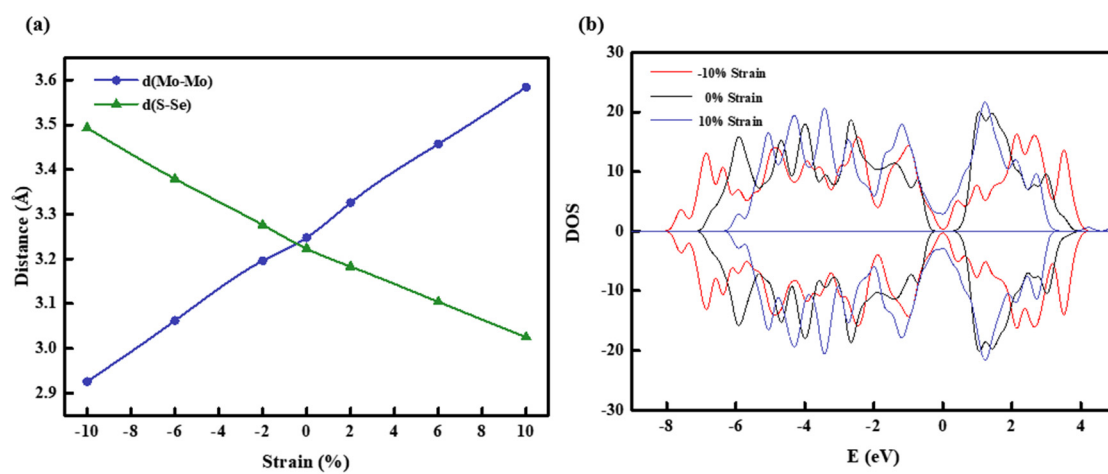 (a)
d(Mo-Mo)
d(S-Se)
Distance (Å)
3.6
3.5
3.4
3.3
3.2
3.1
3.0
2.9
-10 -8 -6 -4 -2 0 2 4 6 8 10
Strain (%)
(b)
-10% Strain
0% Strain
10% Strain
DOS
30
20
10
0
-10
-20
-30
-8 -6 -4 -2 0 2 4
E (eV)